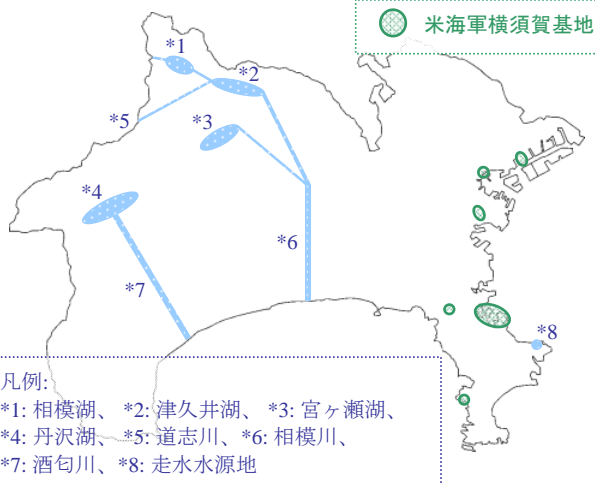 米海軍横須賀基地
*1
*2
*5
*3
*4
*6
*7
*8
凡例:
*1: 相模湖、 *2: 津久井湖、 *3: 宮ヶ瀬湖、
*4: 丹沢湖、 *5: 道志川、*6: 相模川、
*7: 酒匂川、*8: 走水水源地